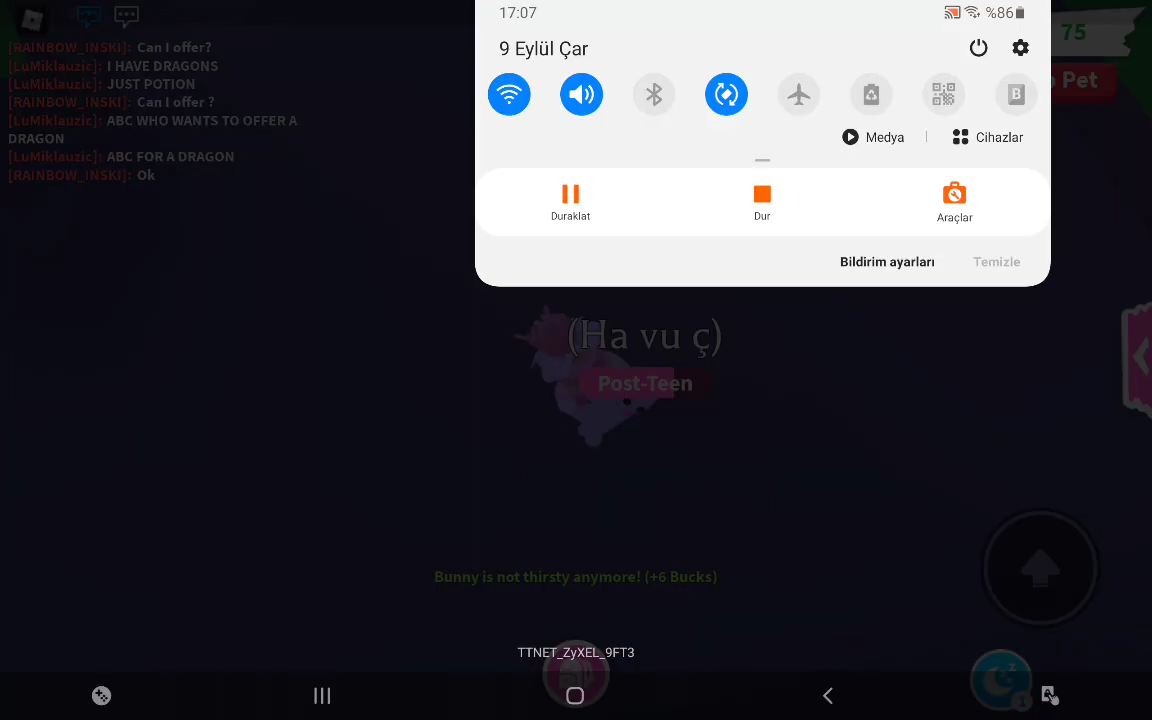 17:07
%86
9 Eylül Çar
75
Pet
[RAINBOW_INSKI]: Can I offer?
[LuMiklauzic]: I HAVE DRAGONS
[LuMiklauzic]: JUST POTION
[RAINBOW_INSKI]: Can I offer ?
[LuMiklauzic]: ABC WHO WANTS TO OFFER A
DRAGON
[LuMiklauzic]: ABC FOR A DRAGON
[RAINBOW_INSKI]: Ok
Medya
Cihazlar
Duraklat
Dur
Araçlar
Bildirim ayarları
Temizle
(Ha vu ç)
Post-Teen
Bunny is not thirsty anymore! (+6 Bucks)
TTNET_ZyXEL_9FT3
1